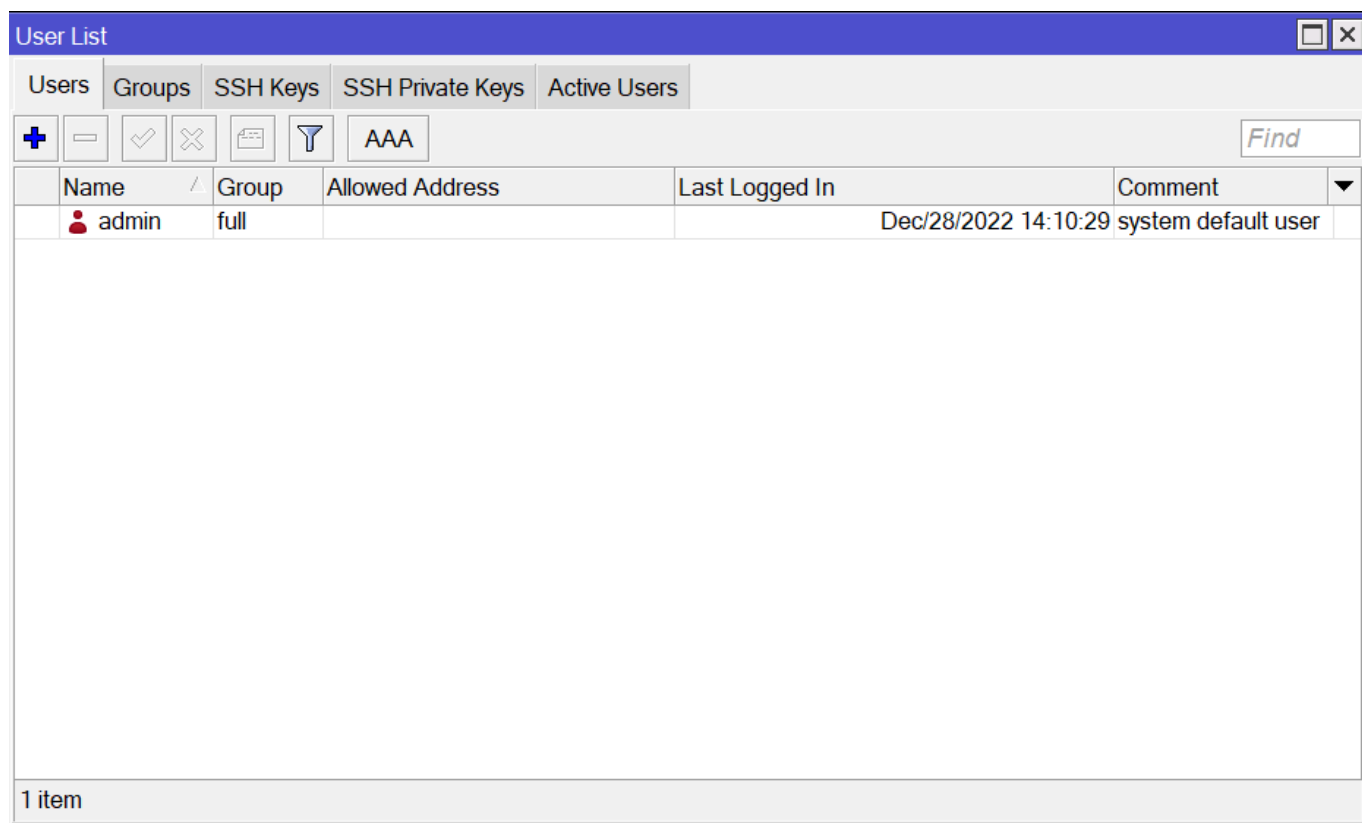 User List
Users Groups SSH Keys SSH Private Keys Active Users
AAA Find
Name Group Allowed Address Last Logged In Comment
admin full Dec/28/2022 14:10:29 system default user
1 item